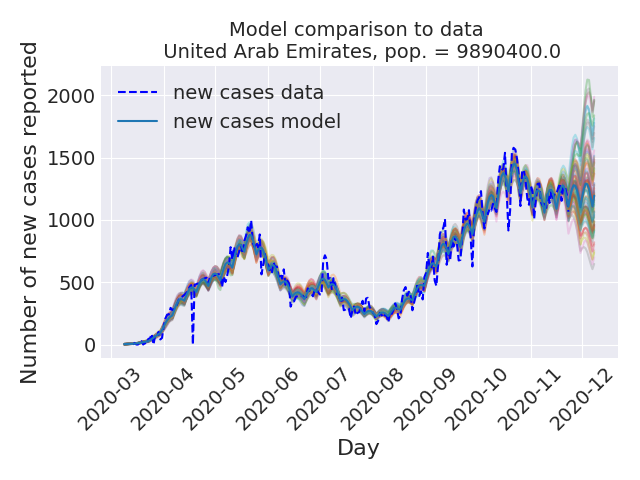 Model comparison to data
United Arab Emirates, pop. = 9890400.0
Number of new cases reported
2000
1500
1000
500
0
new cases data
new cases model
2020-03
2020-04
2020-05
2020-06
2020-07
2020-08
2020-09
2020-10
2020-11
2020-12
Day